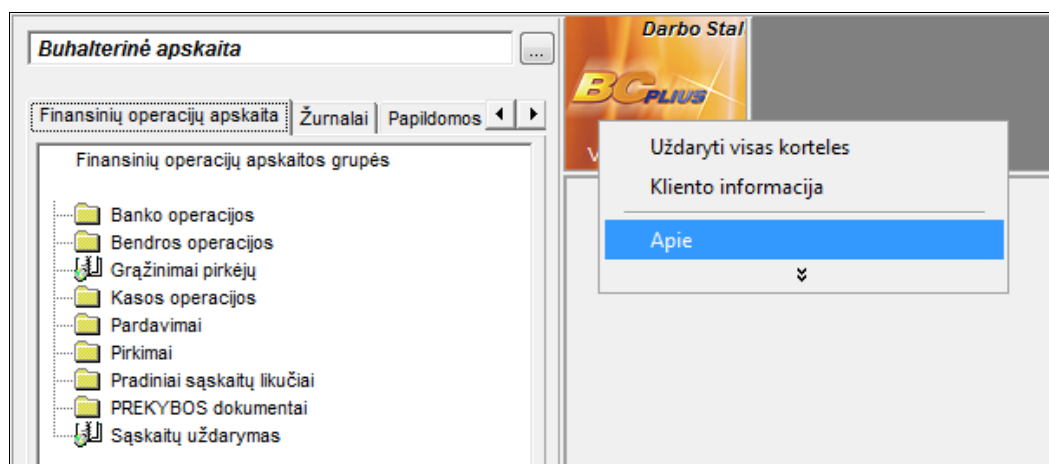 Buhalterinė apskaita
...
Finansinių operacijų apskaita Žurnalai Papildomos
Finansinių operacijų apskaitos grupės
Banko operacijos
Bendros operacijos
Grąžinimai pirkėjų
Kasos operacijos
Pardavimai
Pirkimai
Pradiniai sąskaitų likučiai
PREKYBOS dokumentai
Sąskaitų uždarymas
Darbo Stal
BC PLIUS
V
Uždaryti visas korteles
Kliento informacija
Apie